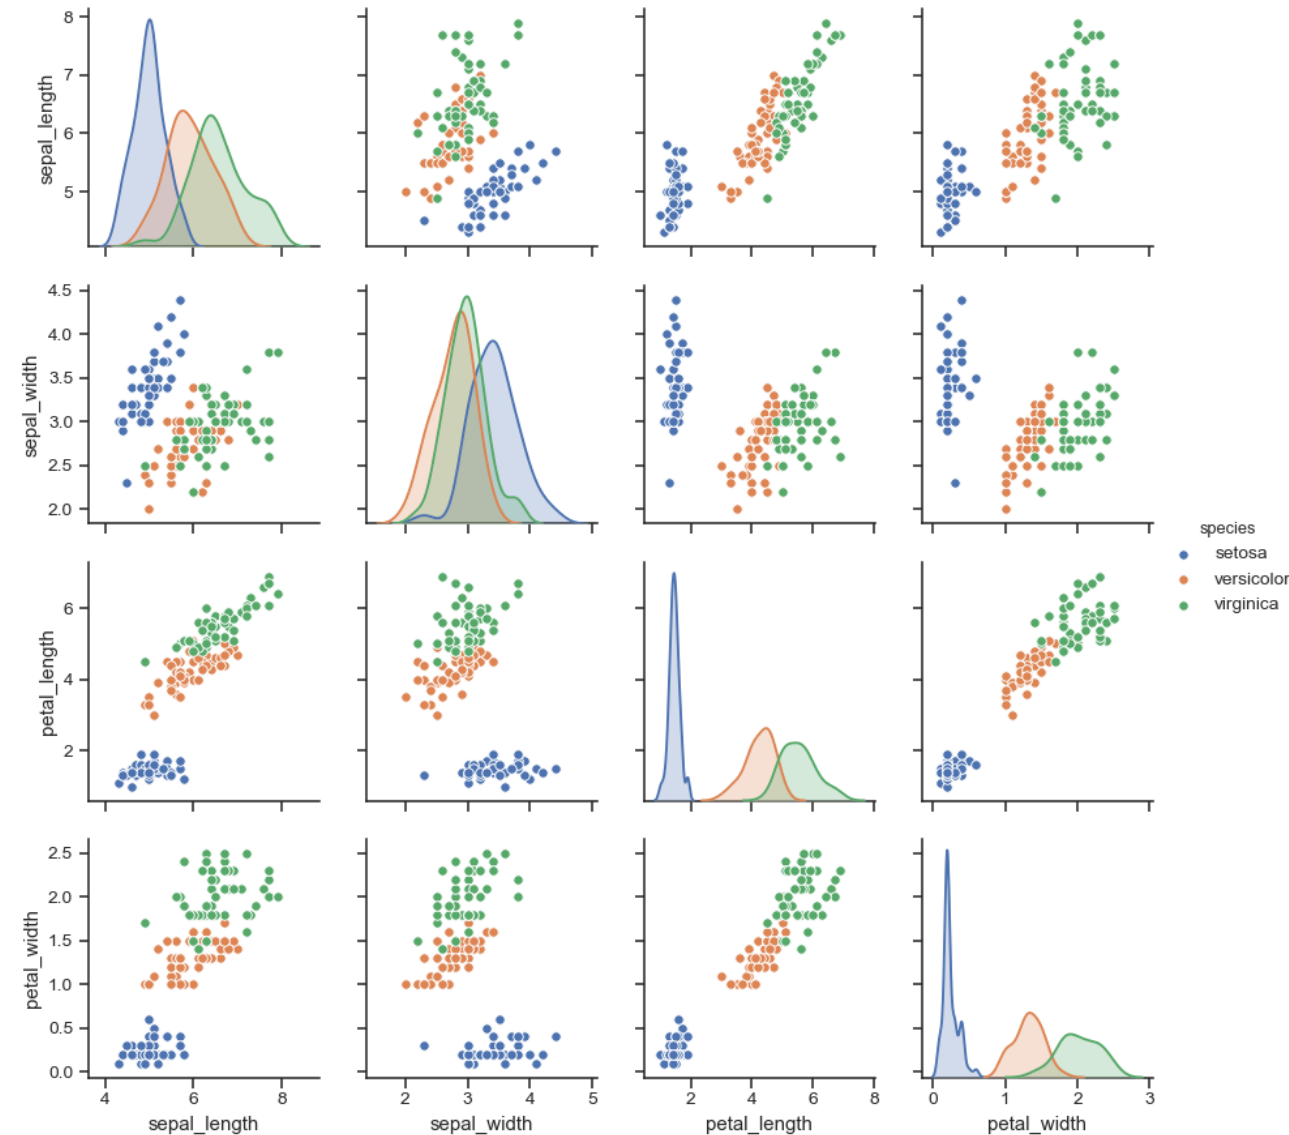 sepal_length
8
7
6
5
sepal_width
4.5
4.0
3.5
3.0
2.5
2.0
species
setosa
versicolor
virginica
petal_length
6
4
2
petal_width
2.5
2.0
1.5
1.0
0.5
0.0
4 6 8 2 3 4 5 2 4 6 8 0 1 2 3
sepal_length sepal_width petal_length petal_width